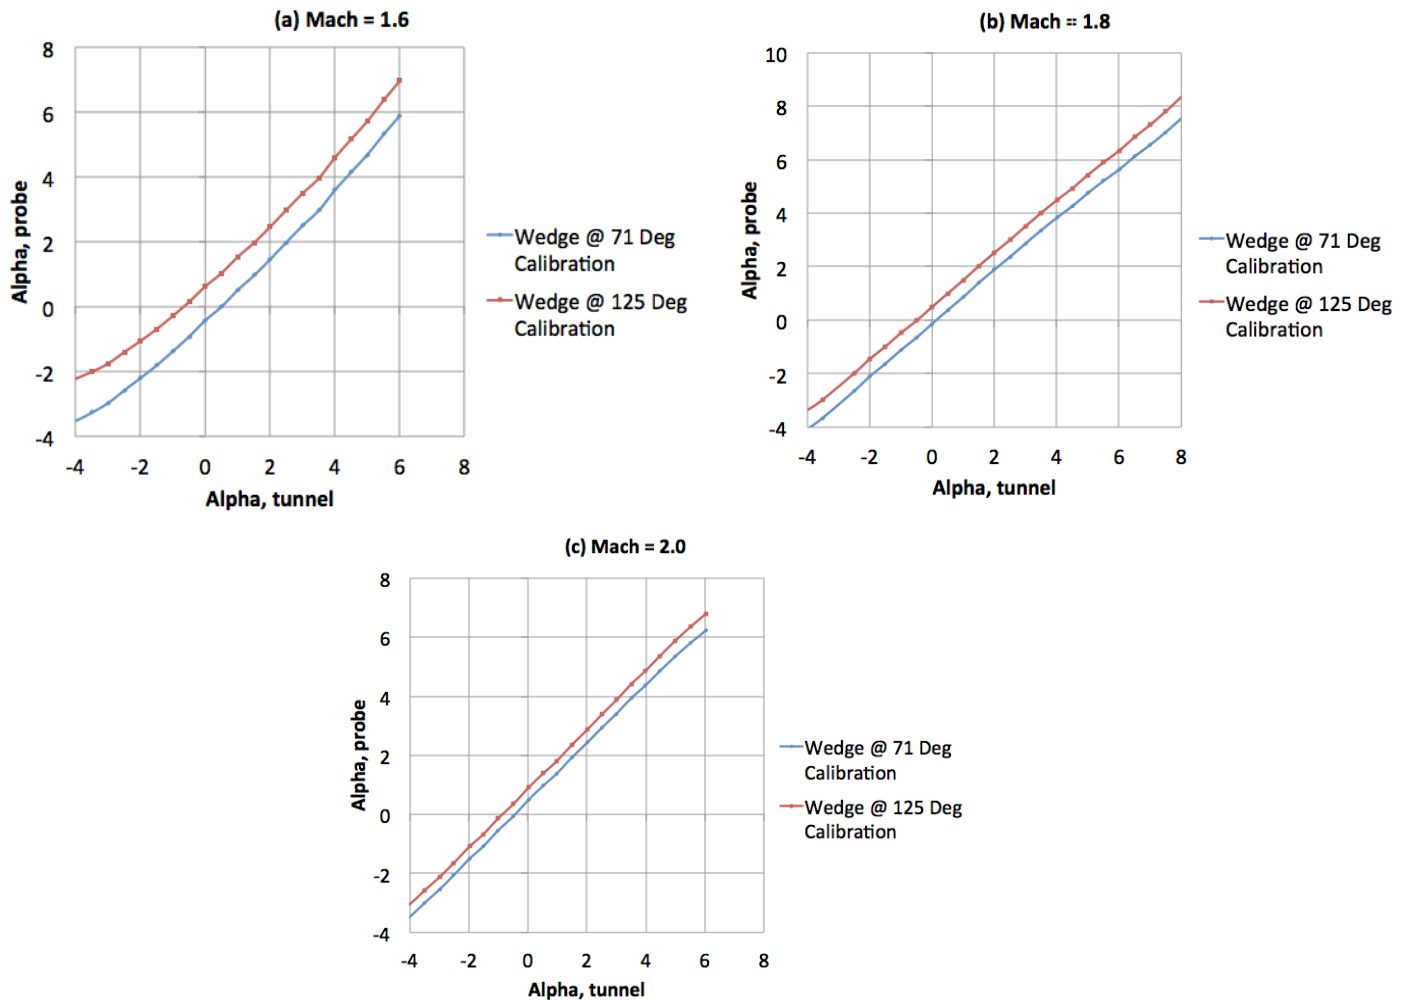 (a) Mach = 1.6
8
6
4
2
0
-2
-4
-4 -2 0 2 4 6 8
Alpha, probe
Alpha, tunnel
Wedge @ 71 Deg
Calibration
Wedge @ 125 Deg
Calibration
(b) Mach = 1.8
10
8
6
4
2
0
-2
-4
-4 -2 0 2 4 6 8
Alpha, probe
Alpha, tunnel
Wedge @ 71 Deg
Calibration
Wedge @ 125 Deg
Calibration
(c) Mach = 2.0
8
6
4
2
0
-2
-4
-4 -2 0 2 4 6 8
Alpha, probe
Alpha, tunnel
Wedge @ 71 Deg
Calibration
Wedge @ 125 Deg
Calibration